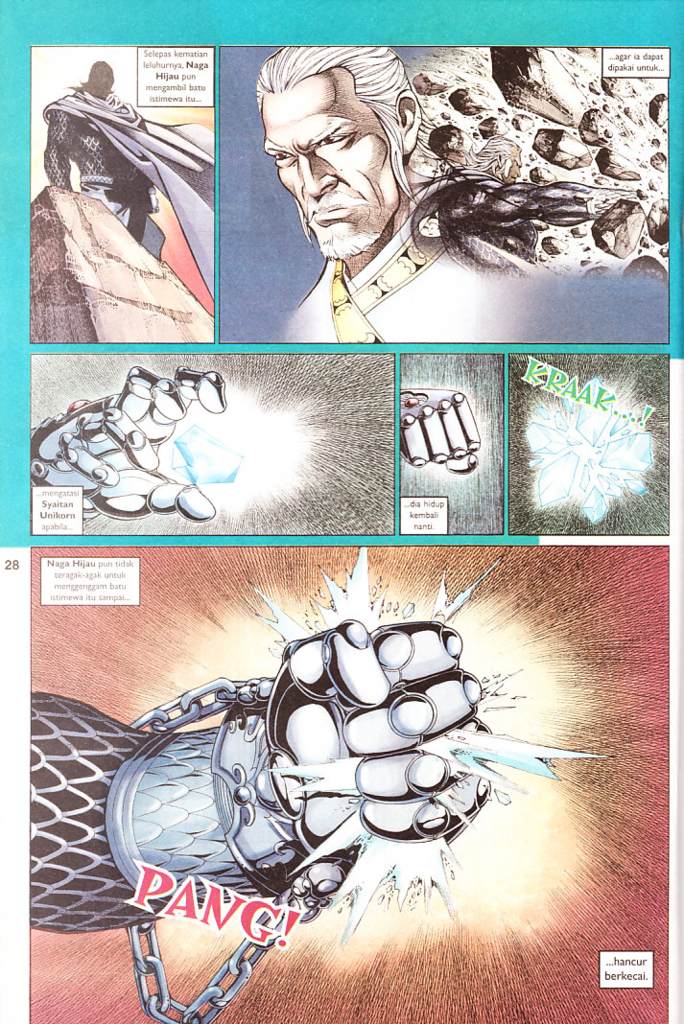 Selepas kematian
leluhurnya, Naga
Hijau pun
mengambil batu
istimewa itu...
...agar ia dapat
dipakai untuk...
...mengatasi
Syaitan
Unikorn
apabila...
...dia hidup
kembali
nanti.
KRAAK....!
28
Naga Hijau pun tidak
teragak-agak untuk
menggenggam batu
istimewa itu sampai...
PANG!
...hancur
berkecai.